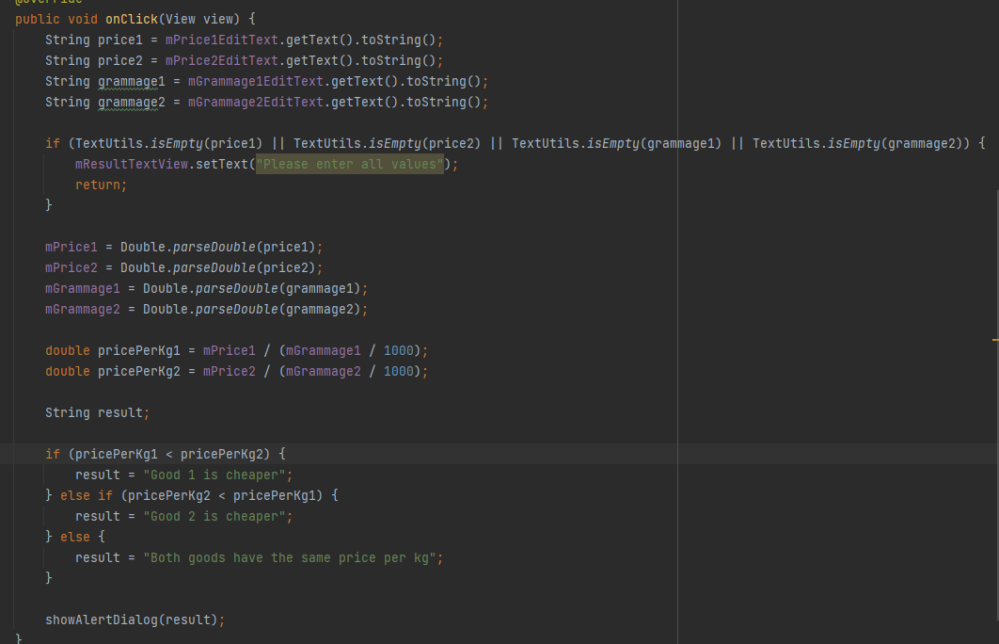 @Override
public void onClick(View view) {
    String price1 = mPrice1EditText.getText().toString();
    String price2 = mPrice2EditText.getText().toString();
    String grammage1 = mGrammage1EditText.getText().toString();
    String grammage2 = mGrammage2EditText.getText().toString();

    if (TextUtils.isEmpty(price1) || TextUtils.isEmpty(price2) || TextUtils.isEmpty(grammage1) || TextUtils.isEmpty(grammage2)) {
        mResultTextView.setText("Please enter all values");
        return;
    }

    mPrice1 = Double.parseDouble(price1);
    mPrice2 = Double.parseDouble(price2);
    mGrammage1 = Double.parseDouble(grammage1);
    mGrammage2 = Double.parseDouble(grammage2);

    double pricePerKg1 = mPrice1 / (mGrammage1 / 1000);
    double pricePerKg2 = mPrice2 / (mGrammage2 / 1000);

    String result;

    if (pricePerKg1 < pricePerKg2) {
        result = "Good 1 is cheaper";
    } else if (pricePerKg2 < pricePerKg1) {
        result = "Good 2 is cheaper";
    } else {
        result = "Both goods have the same price per kg";
    }

    showAlertDialog(result);
}